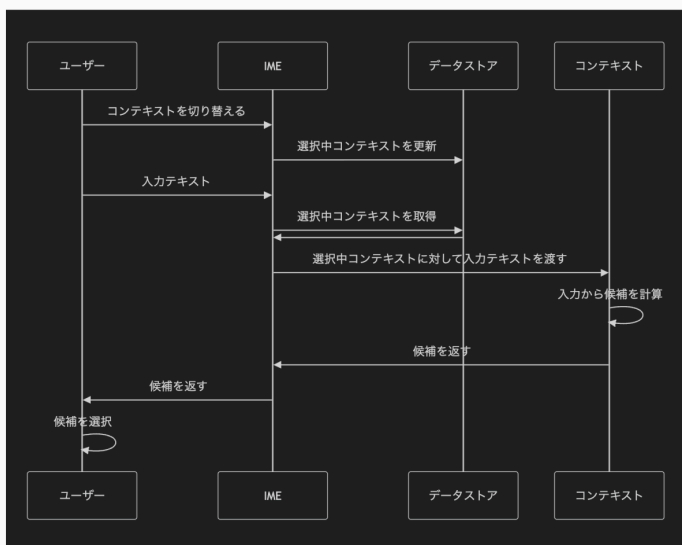 ユーザー
IME
データストア
コンテキスト
コンテキストを切り替える
選択中コンテキストを更新
入力テキスト
選択中コンテキストを取得
選択中コンテキストに対して入力テキストを渡す
入力から候補を計算
候補を返す
候補を返す
候補を選択
ユーザー
IME
データストア
コンテキスト